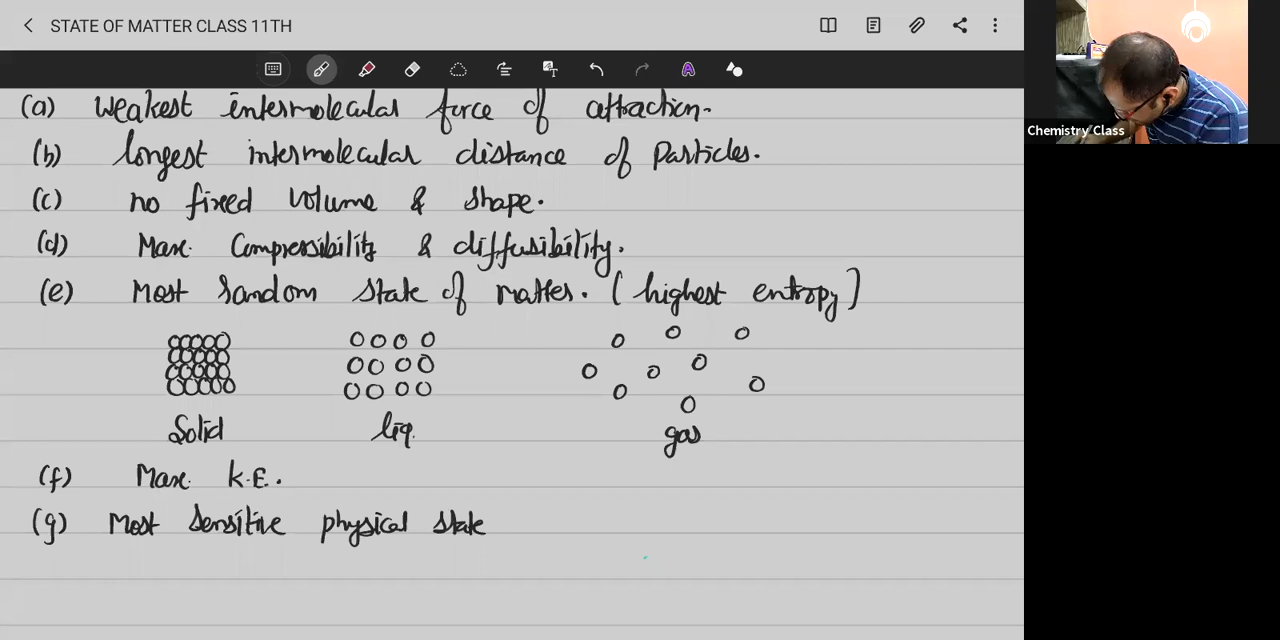 STATE OF MATTER CLASS 11TH
(a) Weakest intermolecular force of attraction.
(b) longest intermolecular distance of Particles.
(c) no fixed volume & shape.
(d) Max. Compressibility & diffusibility.
(e) Most Random state of matter. (highest entropy]
Solid liq. gas
(f) Max. K.E.
(g) Most Sensitive physical state
Chemistry Class